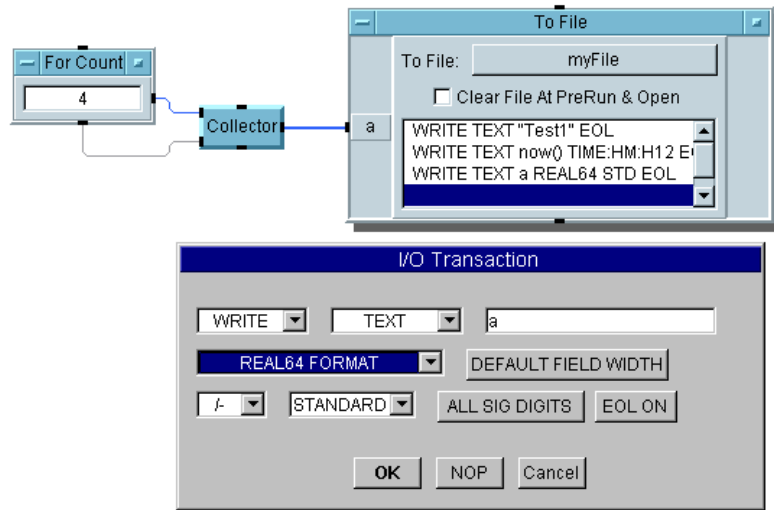 To File
For Count
To File: myFile
4
Clear File At PreRun & Open
Collector
a
WRITE TEXT "Test1" EOL
WRITE TEXT now() TIME:HM:H12 E
WRITE TEXT a REAL64 STD EOL
I/O Transaction
WRITE TEXT a
REAL64 FORMAT DEFAULT FIELD WIDTH
/- STANDARD ALL SIG DIGITS EOL ON
OK NOP Cancel